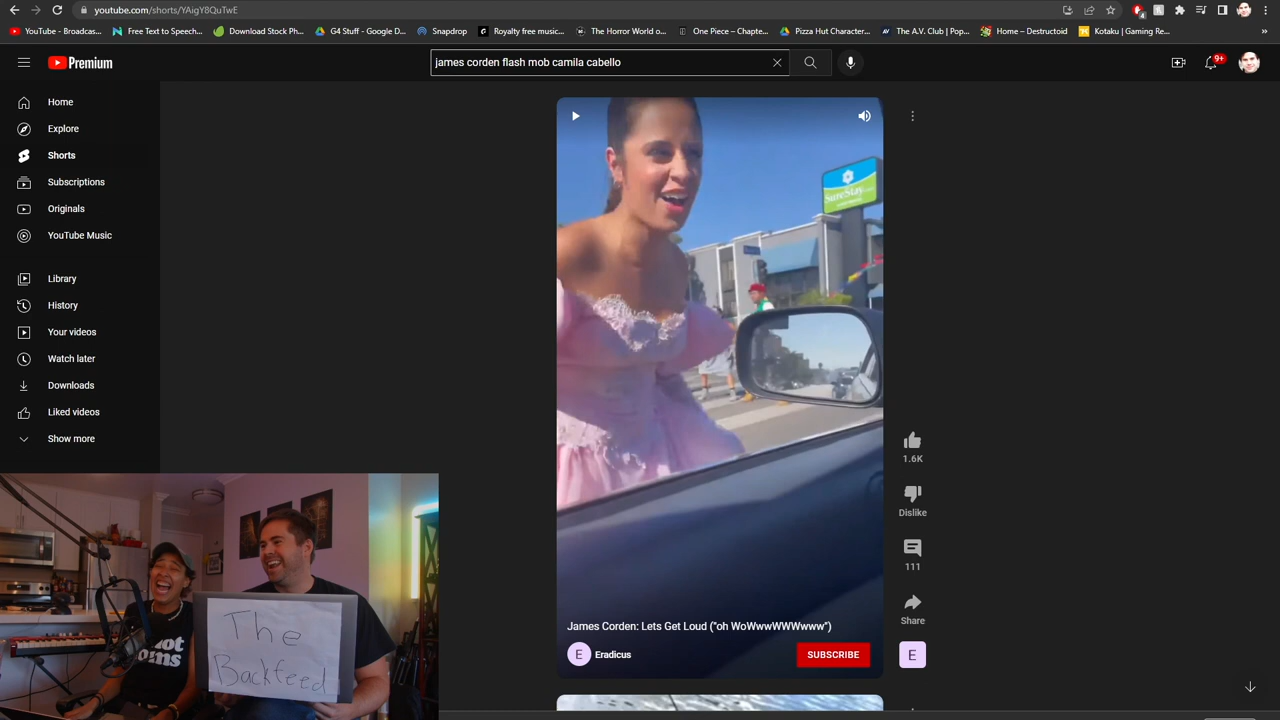 youtube.com/shorts/YAigY8QuTwE
4
YouTube - Broadcas...
Free Text to Speech...
Download Stock Ph...
G4 Stuff - Google D...
Snapdrop
Royalty free music...
The Horror World o...
One Piece – Chapte...
Pizza Hut Character...
AV
The A.V. Club | Pop...
Home – Destructoid
Kotaku | Gaming Re...
»
Premium
james corden flash mob camila cabello
9+
Home
Explore
Shorts
Subscriptions
Originals
YouTube Music
Library
History
Your videos
Watch later
Downloads
Liked videos
Show more
SureStay
1.6K
Dislike
111
Share
James Corden: Lets Get Loud ("oh WoWwwWWWwww")
E
Eradicus
SUBSCRIBE
E
The
Backfeed